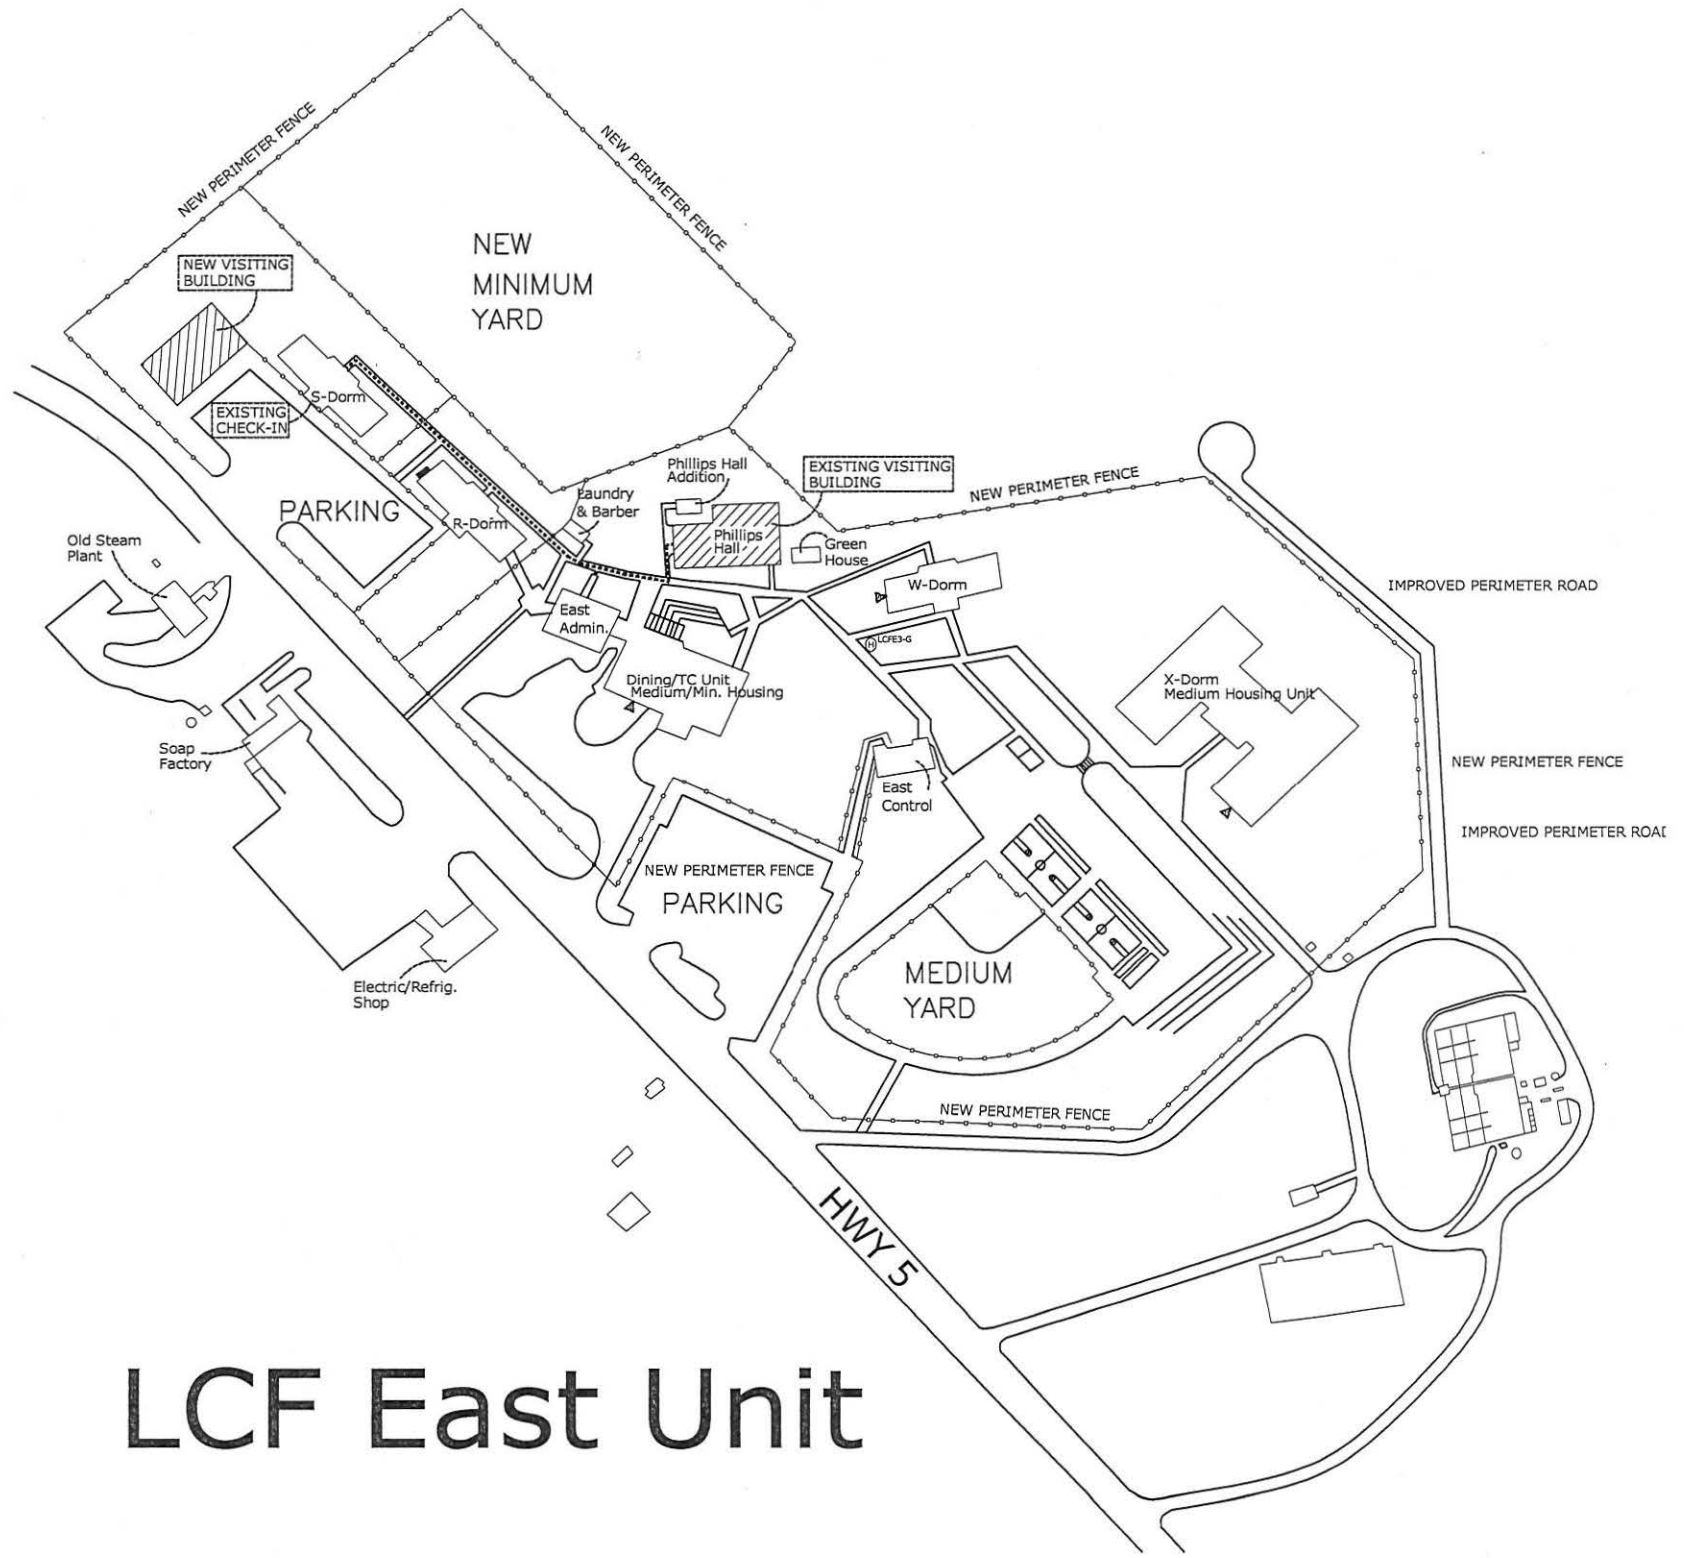 NEW PERIMETER FENCE
NEW PERIMETER FENCE
NEW
MINIMUM
YARD
NEW VISITING
BUILDING
S-Dorm
EXISTING
CHECK-IN
PARKING
R-Dorm
Laundry
& Barber
Phillips Hall
Addition
EXISTING VISITING
BUILDING
NEW PERIMETER FENCE
Phillips
Hall
Green
House
W-Dorm
LCFE3-G
H
IMPROVED PERIMETER ROAD
Old Steam
Plant
East
Admin.
Dining/TC Unit
Medium/Min. Housing
X-Dorm
Medium Housing Unit
Soap
Factory
East
Control
NEW PERIMETER FENCE
IMPROVED PERIMETER ROAD
NEW PERIMETER FENCE
PARKING
MEDIUM
YARD
Electric/Refrig.
Shop
NEW PERIMETER FENCE
HWY 5
LCF East Unit